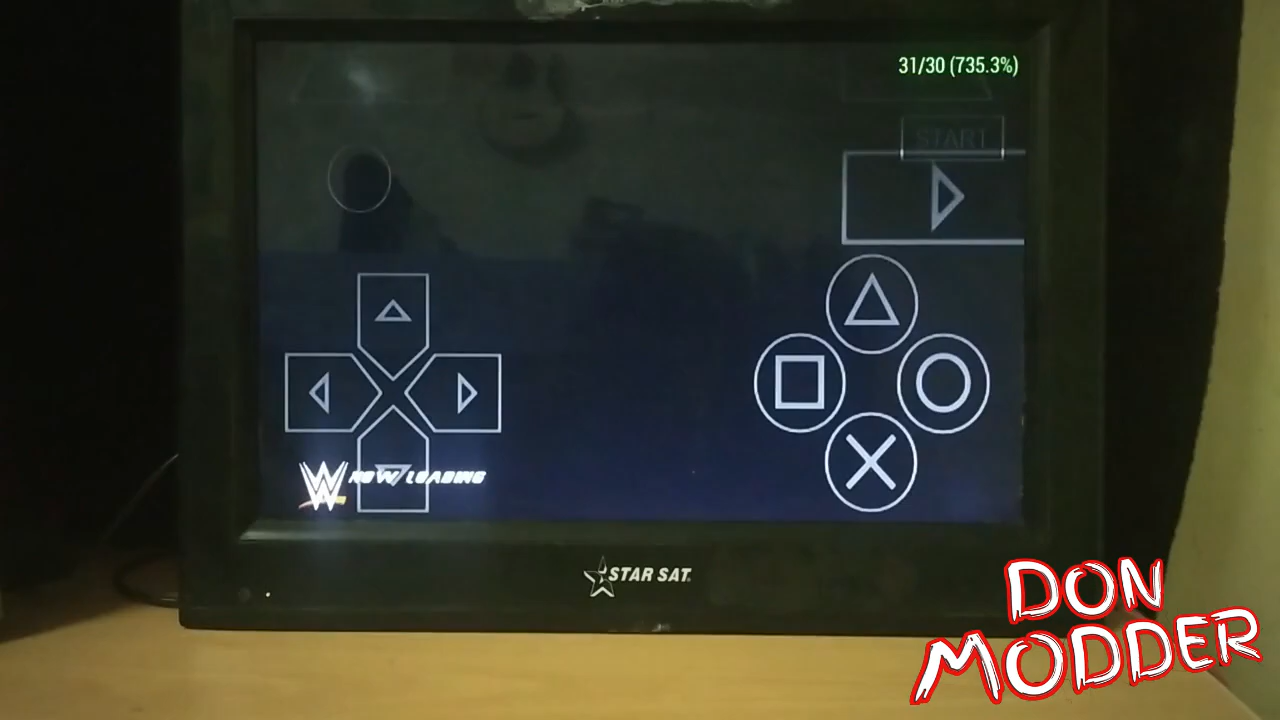 31/30 (735.3%)
START
W
NOW LOADING
STAR SAT
DON
MODDER